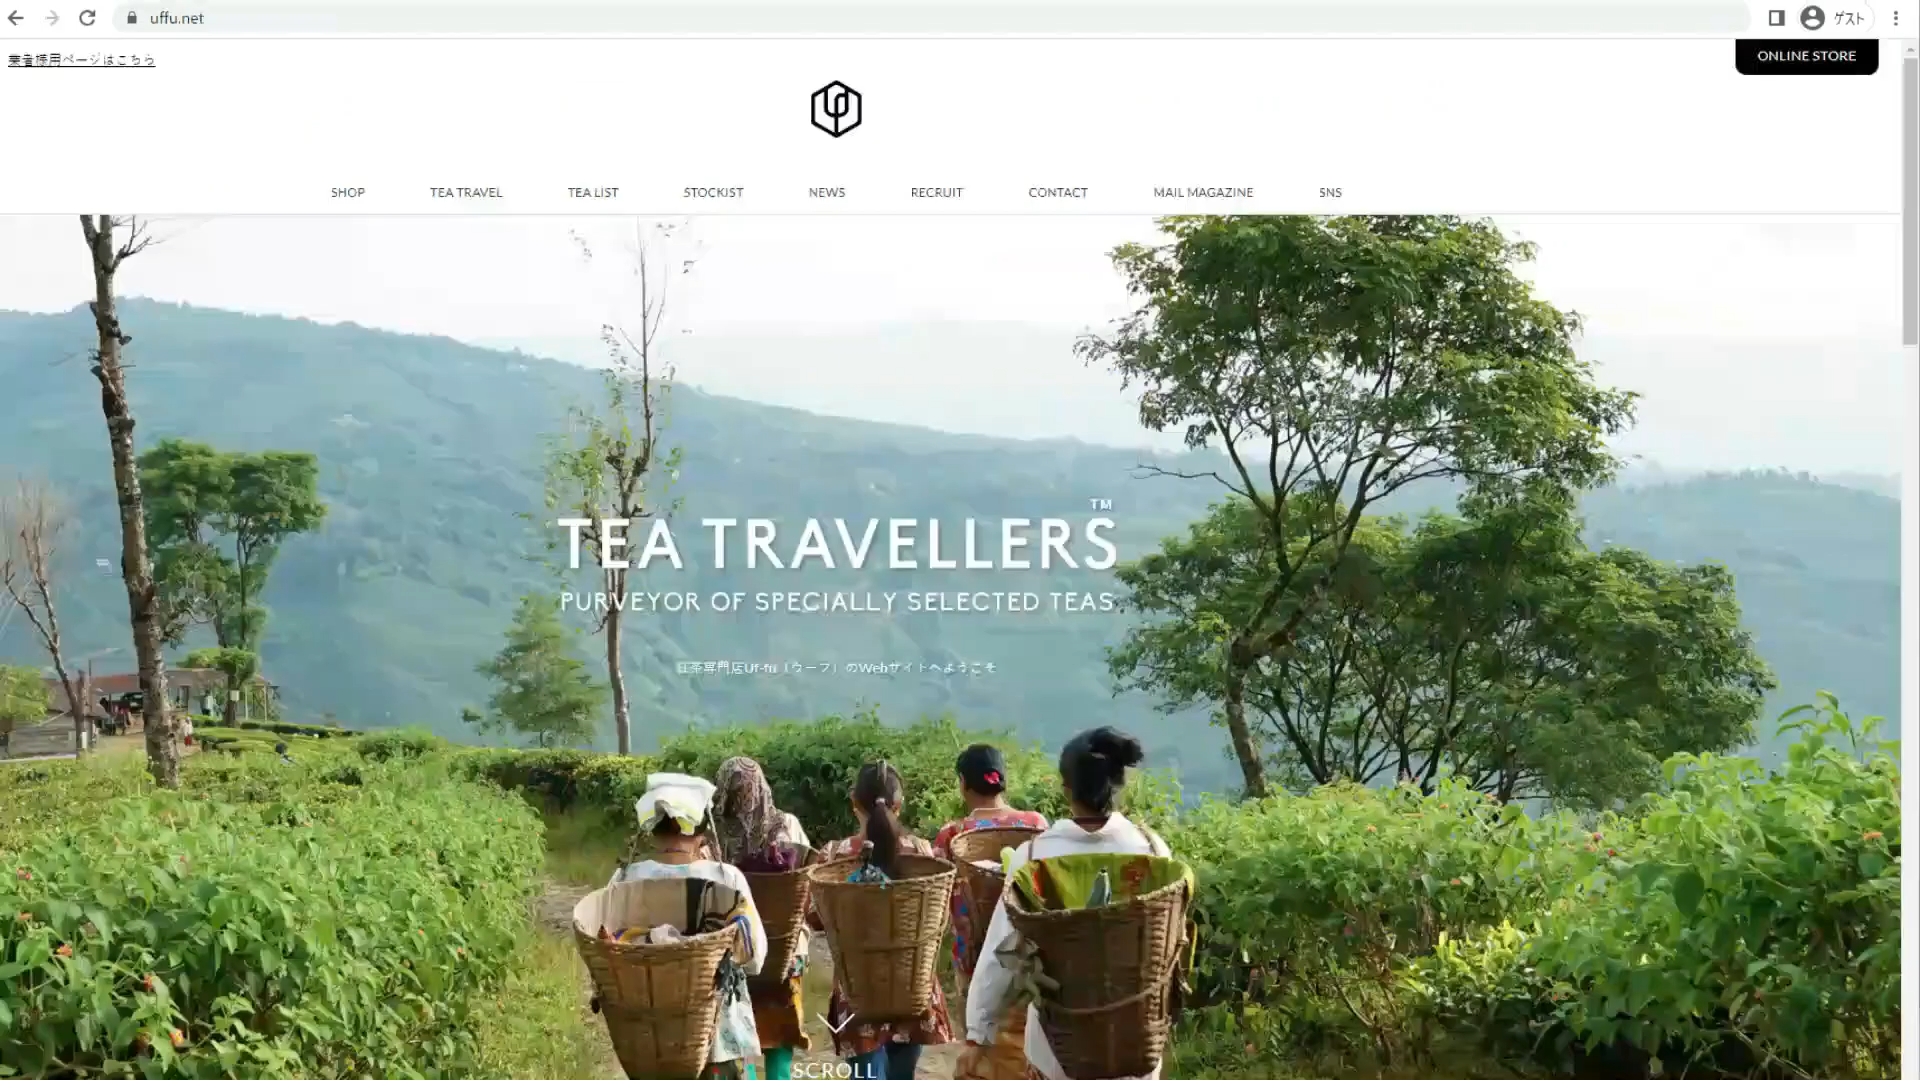 uffu.net
ゲスト
業者様用ページはこちら
ONLINE STORE
SHOP TEA TRAVEL TEA LIST STOCKIST NEWS RECRUIT CONTACT MAIL MAGAZINE SNS
TEA TRAVELLERS™
PURVEYOR OF SPECIALLY SELECTED TEAS
紅茶専門店Uf-fu（ウーフ）のWebサイトへようこそ
SCROLL